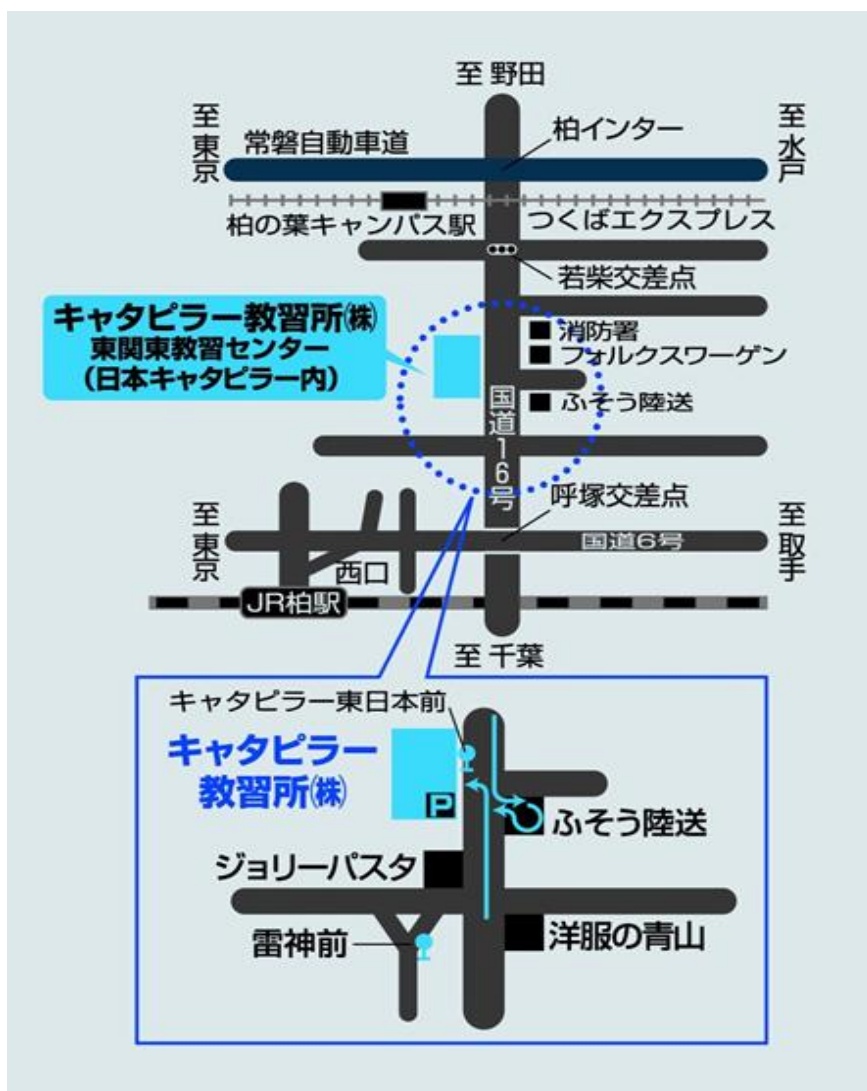 至 野田
至東京
常磐自動車道
柏インター
至水戸
柏の葉キャンパス駅
つくばエクスプレス
若柴交差点
キャタピラー教習所㈱
東関東教習センター
(日本キャタピラー内)
消防署
フォルクスワーゲン
ふそう陸送
国道16号
呼塚交差点
至東京
国道6号
至取手
西口
JR柏駅
至 千葉
キャタピラー東日本前
キャタピラー
教習所㈱
P
ふそう陸送
ジョリーパスタ
雷神前
洋服の青山